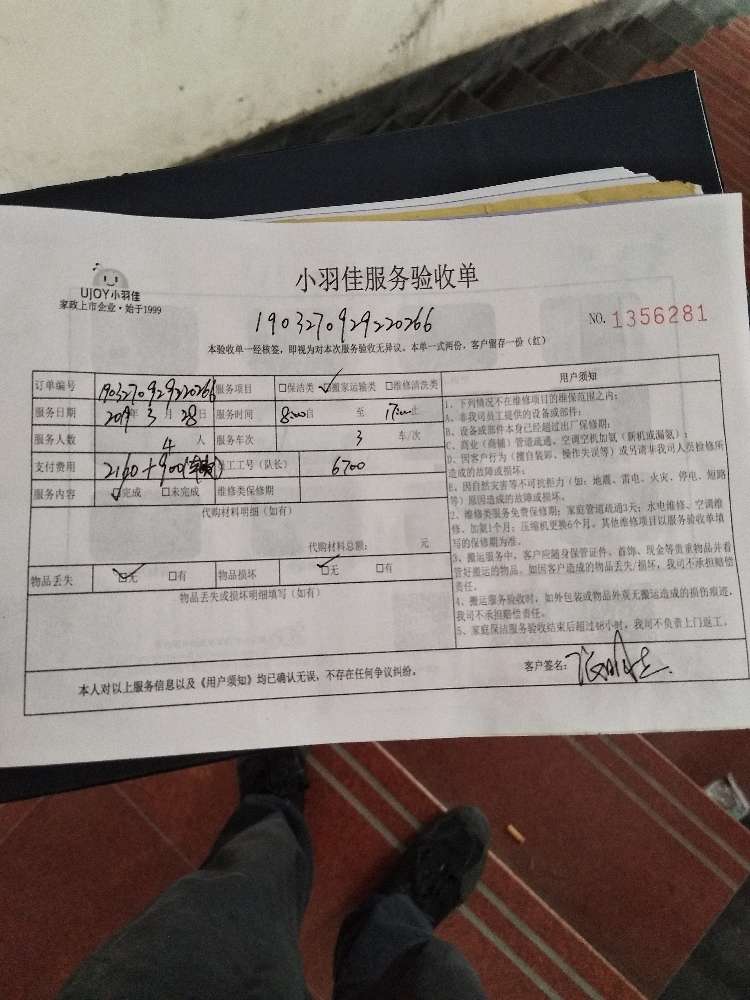 UJOY小羽佳
家政上市企业·始于1999
小羽佳服务验收单
1903270929220266
NO. 1356281
本验收单一经核签，即视为对本次服务验收无异议。本单一式两份，客户留存一份（红）
订单编号 1903270929220266 服务项目 □保洁类 ☑搬家运输类 □维修清洗类
服务日期 2019年 3月 28日 服务时间 8:00自 至 17:00止
服务人数 4 人 服务车次 3 车/次
支付费用 2160+900 员工工号（队长） 6700
服务内容 ☑完成 □未完成 维修类保修期
代购材料明细（如有）
代购材料总额： 元
物品丢失 ☑无 □有 物品损坏 ☑无 □有
物品丢失或损坏明细填写（如有）
用户须知
1、下列情况不在维修项目的维保范围之内：
A、非我司员工提供的设备或部件；
B、设备或部件本身已经超过出厂保修期；
C、商业（商铺）管道疏通、空调空机加氨（新机或漏氨）；
D、因客户行为（擅自装卸、操作失误等）或另请非我司人员检修所
造成的故障或损坏；
E、因自然灾害等不可抗拒力（如：地震、雷电、火灾、停电、短路
等）原因造成的故障或损坏。
2、维修类服务免费保修期：家庭管道疏通3天；水电维修、空调维
修、加氨1个月；压缩机更换6个月。其他维修项目以服务验收单填
写的保修期为准。
3、搬运服务中，客户应随身保管证件、首饰、现金等贵重物品并看
管好搬运的物品。如因客户造成的物品丢失/损坏，我司不承担赔偿
责任。
4、搬运服务验收时，如外包装或物品外观无搬运造成的损伤痕迹，
我司不承担赔偿责任。
5、家庭保洁服务验收结束后超过48小时，我司不负责上门返工。
本人对以上服务信息以及《用户须知》均已确认无误，不存在任何争议纠纷。
客户签名：